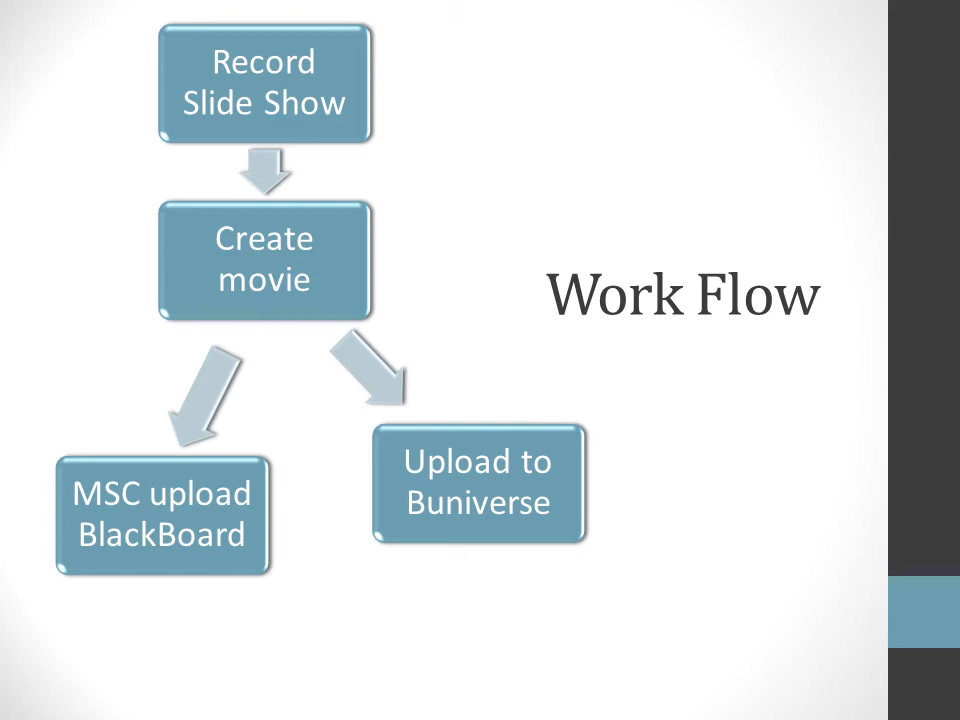 Record
Slide Show
Create
movie
Work Flow
Upload to
Buniverse
MSC upload
BlackBoard